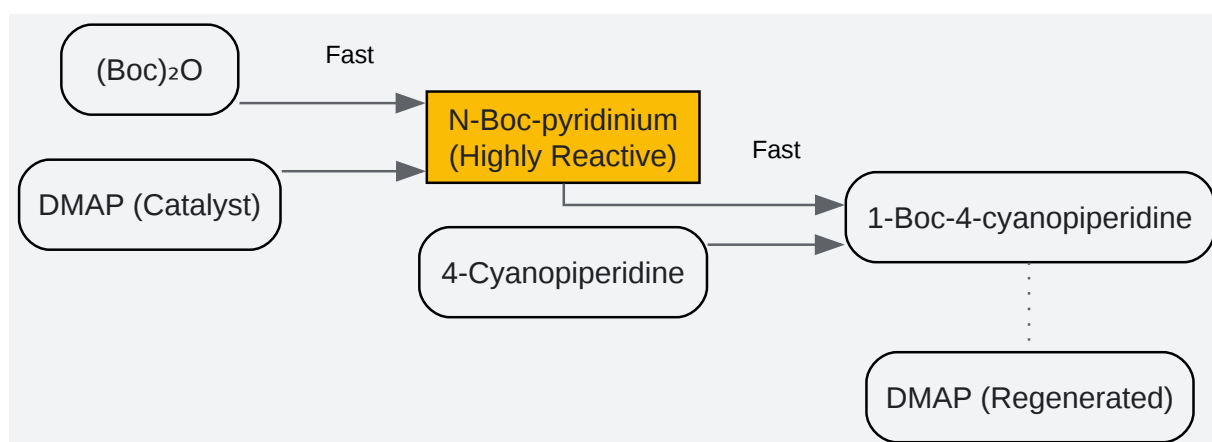 (Boc)₂O
Fast
N-Boc-pyridinium
(Highly Reactive)
Fast
DMAP (Catalyst)
1-Boc-4-cyanopiperidine
4-Cyanopiperidine
DMAP (Regenerated)